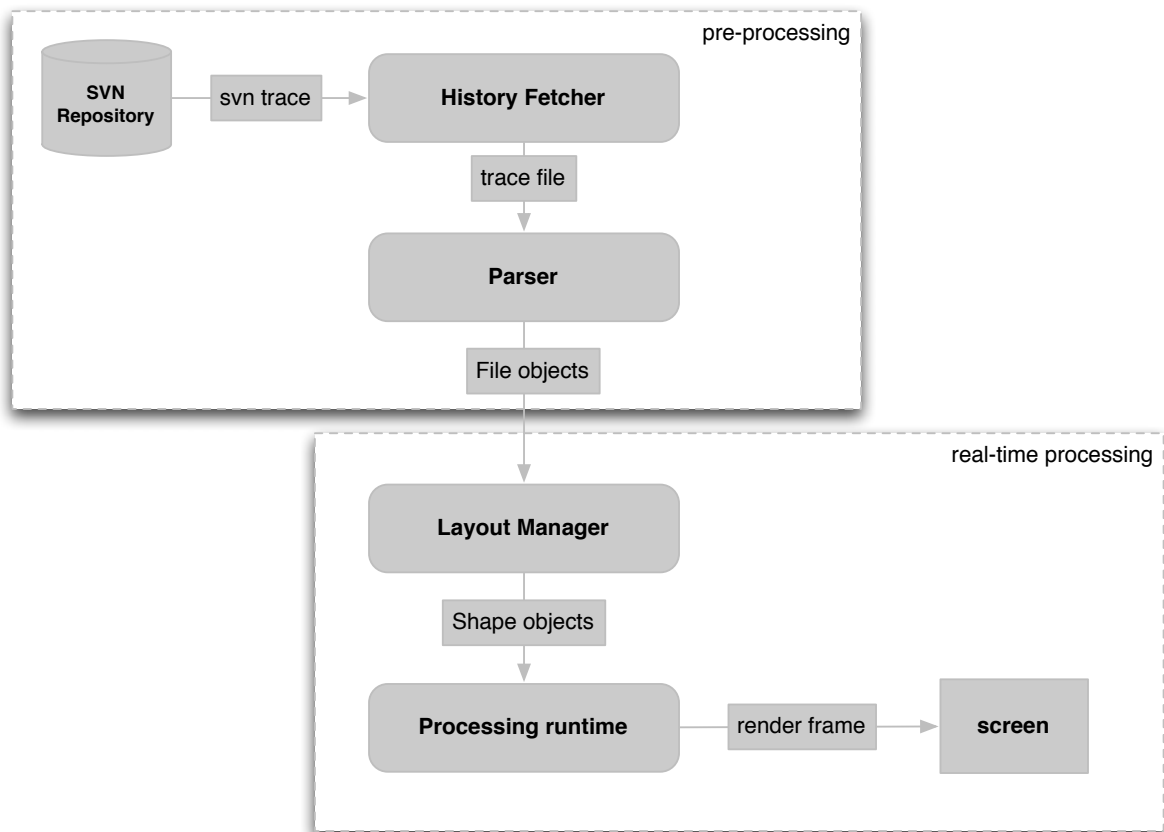 pre-processing
SVN
Repository
svn trace
History Fetcher
trace file
Parser
File objects
real-time processing
Layout Manager
Shape objects
Processing runtime
render frame
screen